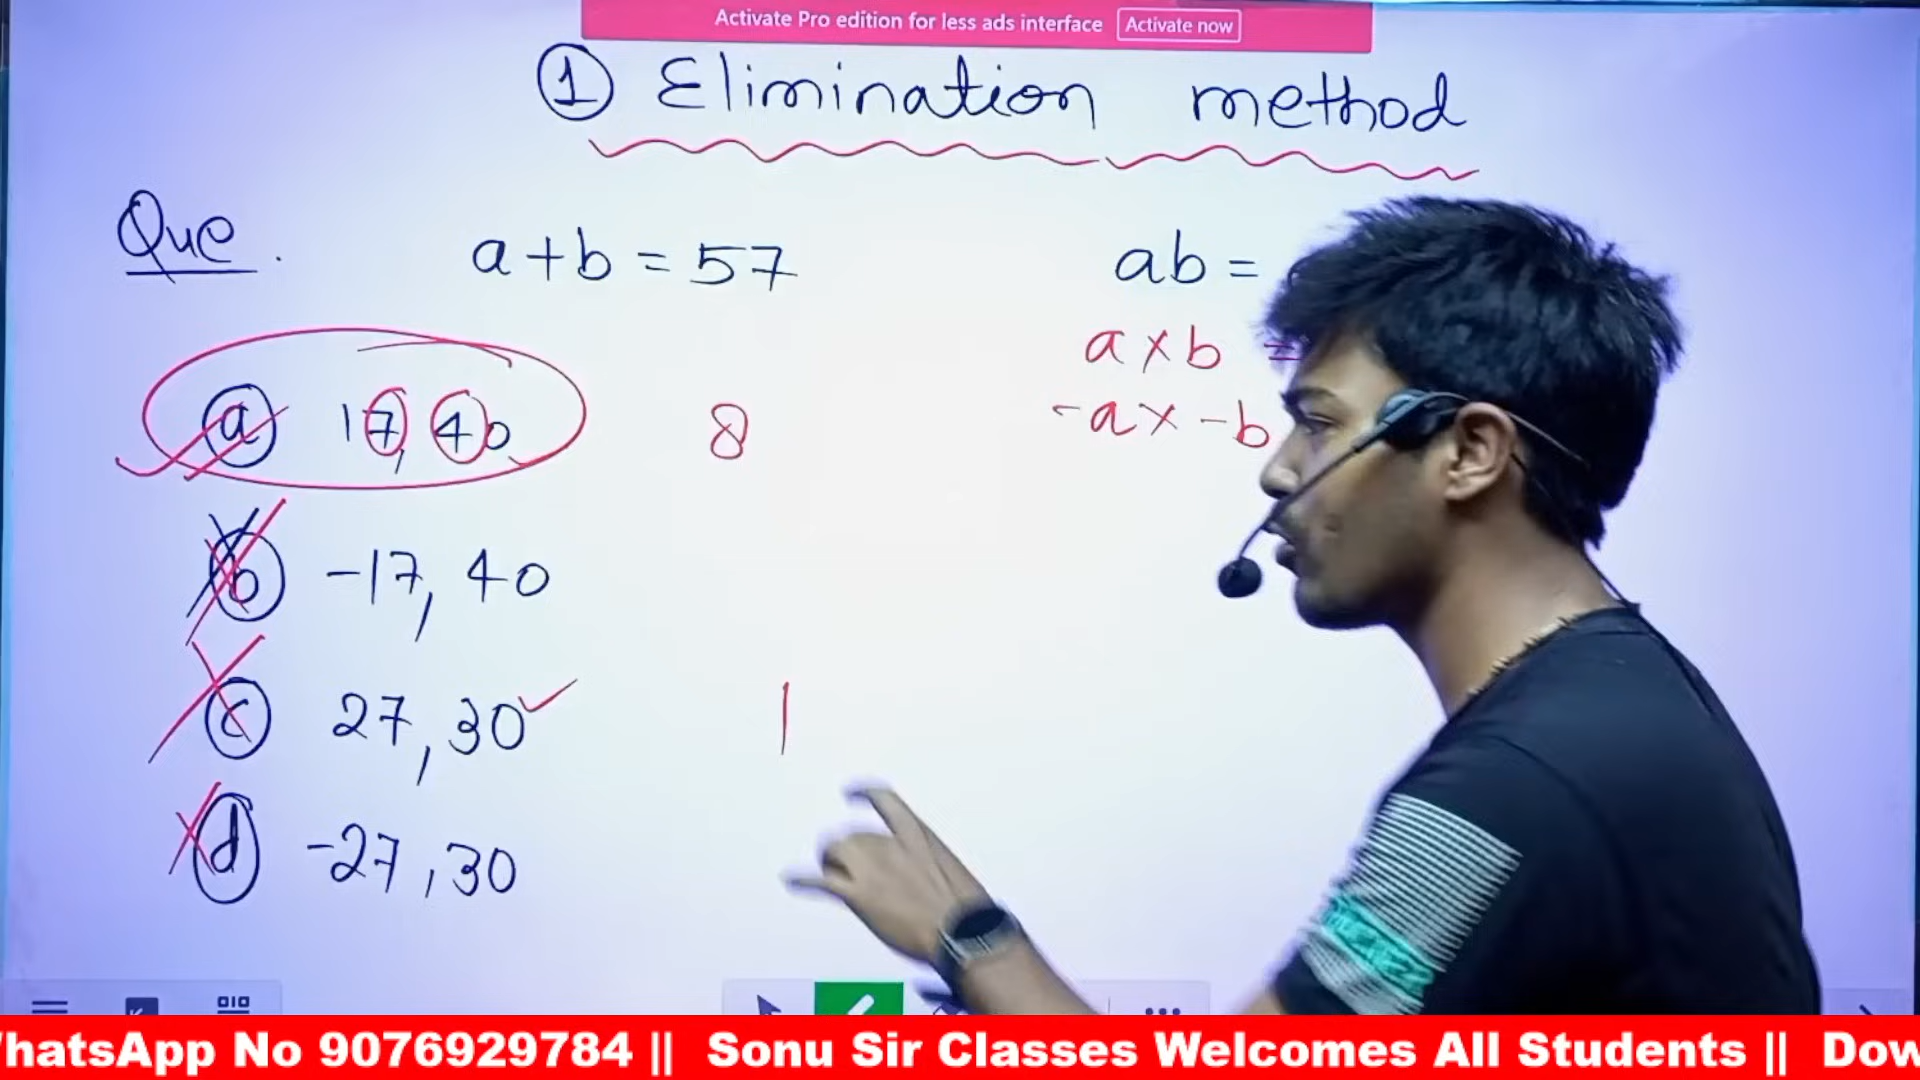 Activate Pro edition for less ads interface Activate now
① Elimination method
Que. a+b=57 ab=
a×b =
-a×-b
ⓐ 17, 40 8
ⓑ -17, 40
ⓒ 27, 30 ✓ 1
ⓓ -27, 30
hatsApp No 9076929784 || Sonu Sir Classes Welcomes All Students || Dow